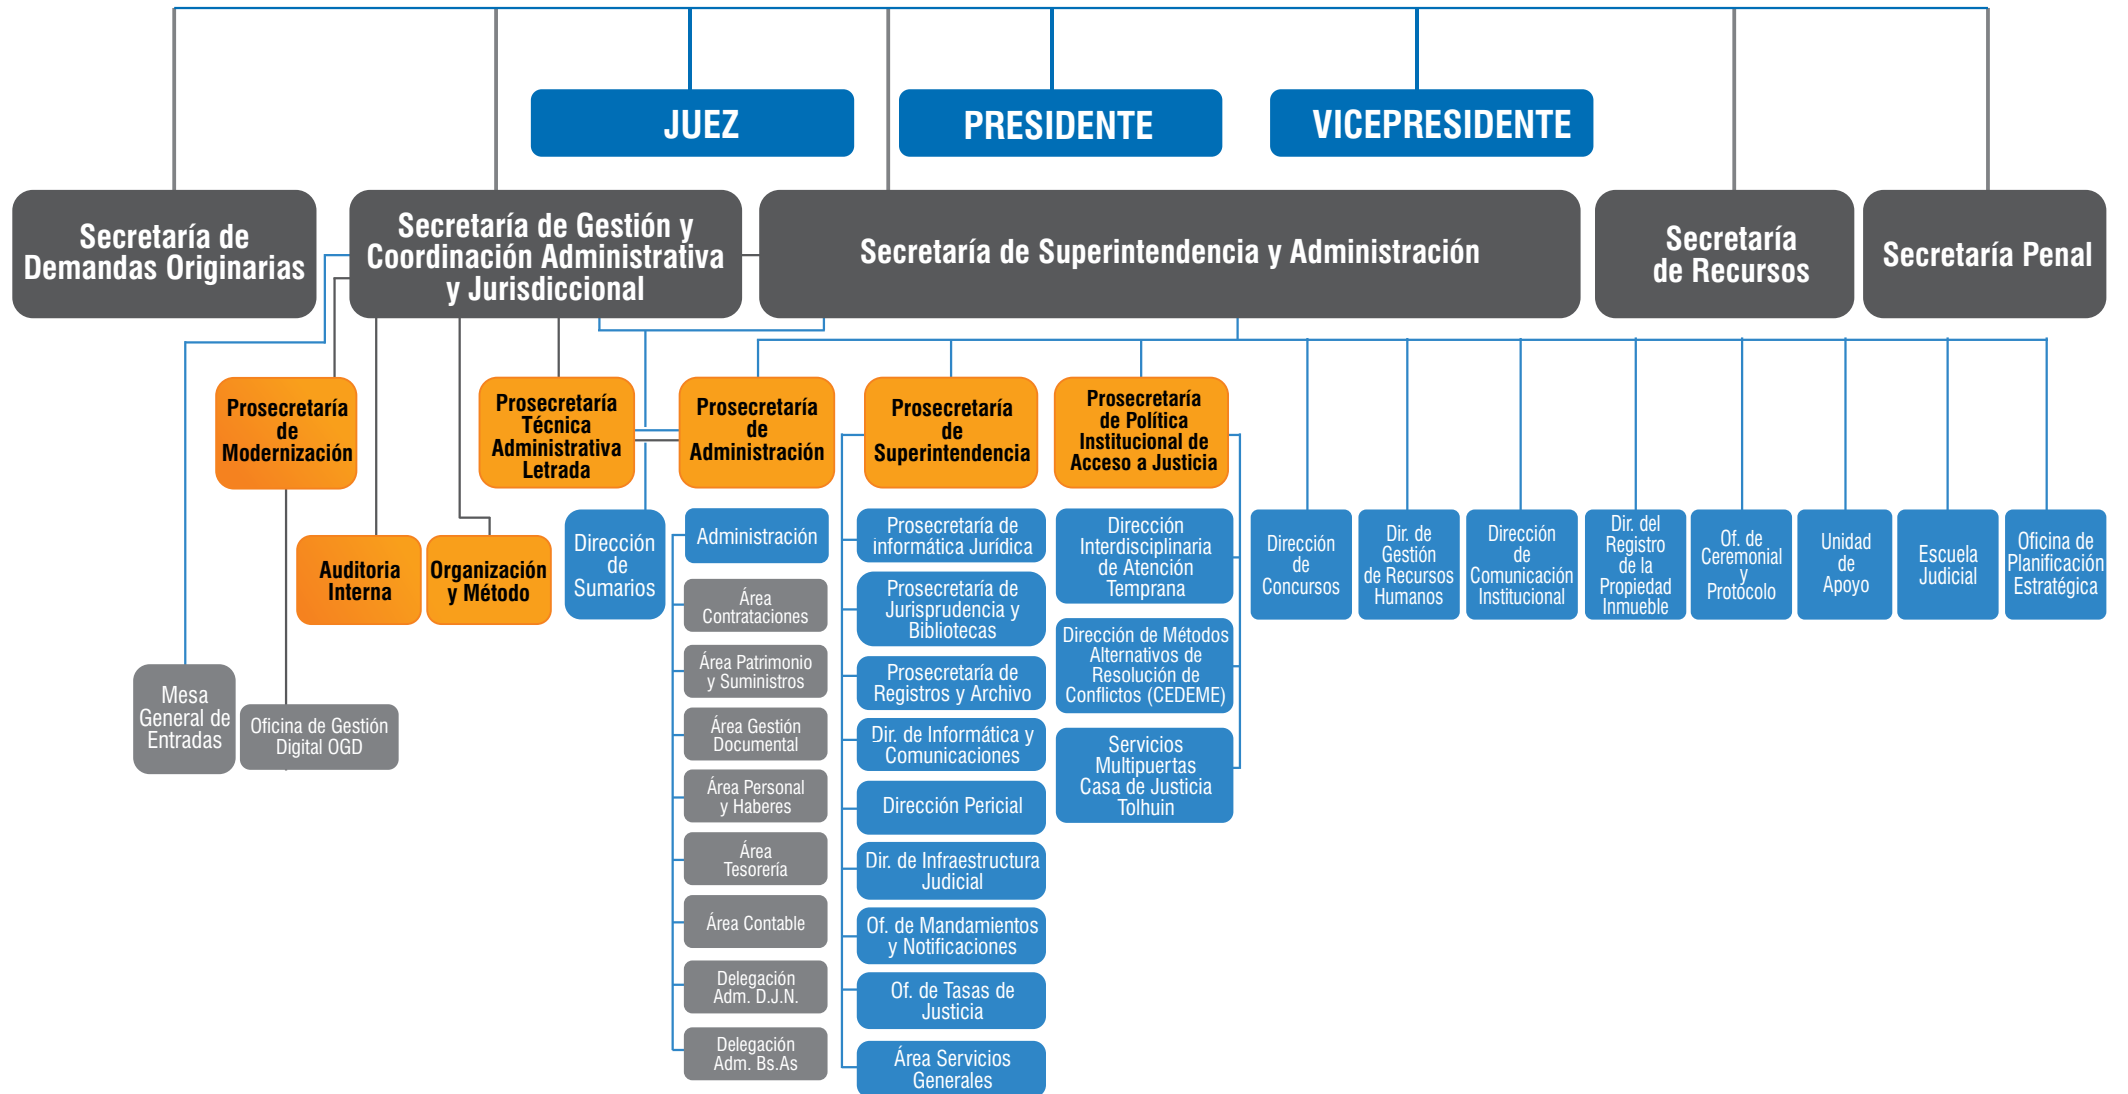 JUEZ
PRESIDENTE
VICEPRESIDENTE
Secretaría de
Demandas Originarias
Secretaría de Gestión y
Coordinación Administrativa
y Jurisdiccional
Secretaría de Superintendencia y Administración
Secretaría
de Recursos
Secretaría Penal
Prosecretaría
de
Modernización
Prosecretaría
Técnica
Administrativa
Letrada
Prosecretaría
de
Administración
Prosecretaría
de
Superintendencia
Prosecretaría
de Política
Institucional de
Acceso a Justicia
Auditoria
Interna
Organización
y Método
Dirección
de
Sumarios
Mesa
General de
Entradas
Oficina de Gestión
Digital OGD
Administración
Área
Contrataciones
Área Patrimonio
y Suministros
Área Gestión
Documental
Área Personal
y Haberes
Área
Tesorería
Área Contable
Delegación
Adm. D.J.N.
Delegación
Adm. Bs.As
Prosecretaría de
informática Jurídica
Prosecretaría de
Jurisprudencia y
Bibliotecas
Prosecretaría de
Registros y Archivo
Dir. de Informática y
Comunicaciones
Dirección Pericial
Dir. de Infraestructura
Judicial
Of. de Mandamientos
y Notificaciones
Of. de Tasas de
Justicia
Área Servicios
Generales
Dirección
Interdisciplinaria
de Atención
Temprana
Dirección de Métodos
Alternativos de
Resolución de
Conflictos (CEDEME)
Servicios
Multipuertas
Casa de Justicia
Tolhuin
Dirección
de
Concursos
Dir. de
Gestión
de Recursos
Humanos
Dirección
de
Comunicación
Institucional
Dir. del
Registro
de la
Propiedad
Inmueble
Of. de
Ceremonial
y
Protócolo
Unidad
de
Apoyo
Escuela
Judicial
Oficina de
Planificación
Estratégica